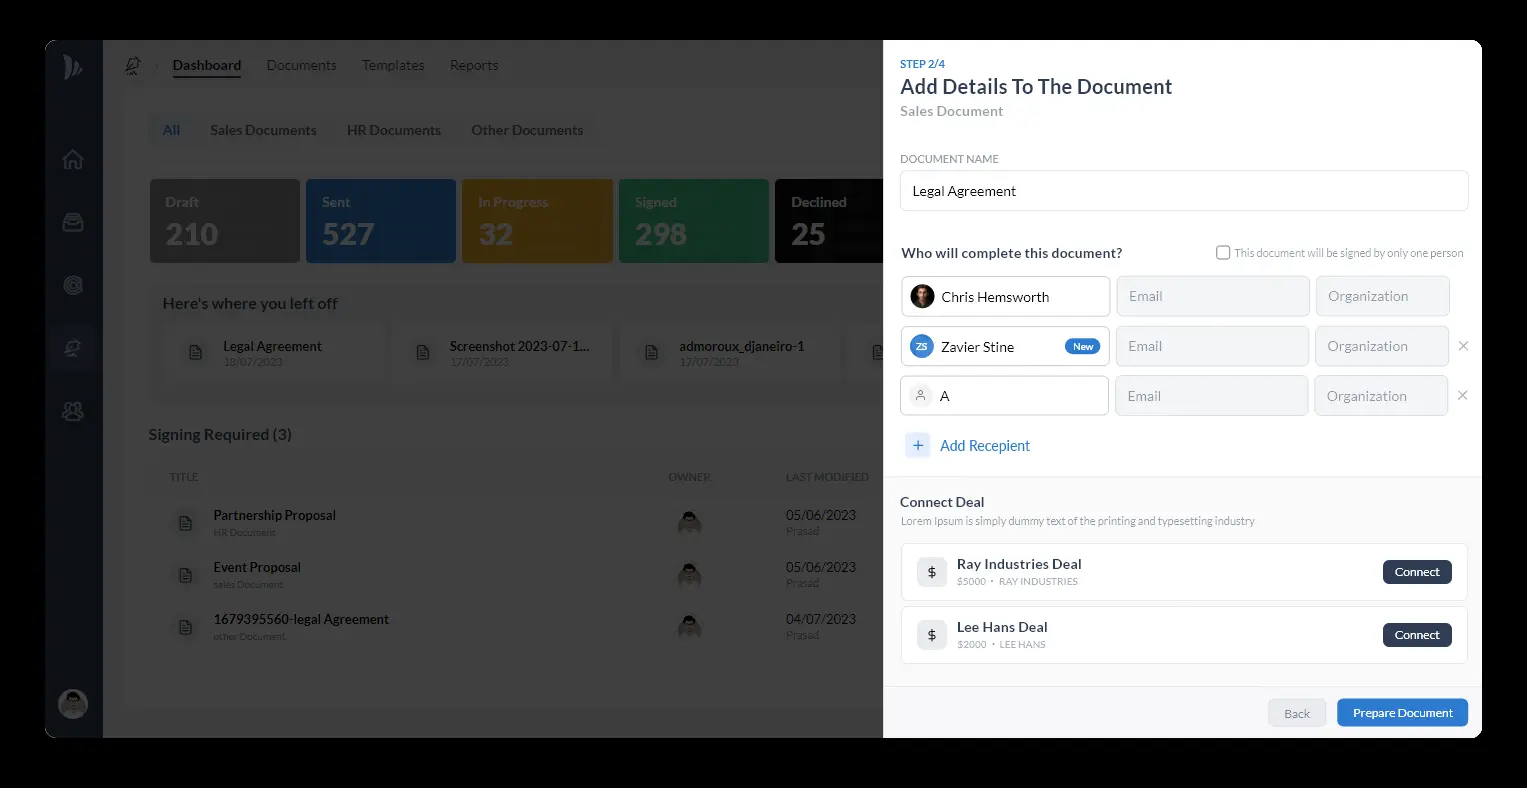 Dashboard Documents Templates Reports
All Sales Documents HR Documents Other Documents
Draft
210
Sent
527
In Progress
32
Signed
298
Declined
25
Here's where you left off
Legal Agreement
18/07/2023
Screenshot 2023-07-1...
17/07/2023
admoroux_djaneiro-1
17/07/2023
Signing Required (3)
TITLE OWNER LAST MODIFIED
Partnership Proposal 05/06/2023
HR Document Prasad
Event Proposal 05/06/2023
sales Document Prasad
1679395560-legal Agreement 04/07/2023
other Document Prasad
STEP 2/4
Add Details To The Document
Sales Document
DOCUMENT NAME
Legal Agreement
Who will complete this document? This document will be signed by only one person
Chris Hemsworth Email Organization
ZS Zavier Stine New Email Organization
A Email Organization
Add Recepient
Connect Deal
Lorem Ipsum is simply dummy text of the printing and typesetting industry
$ Ray Industries Deal Connect
$5000 • RAY INDUSTRIES
$ Lee Hans Deal Connect
$2000 • LEE HANS
Back Prepare Document